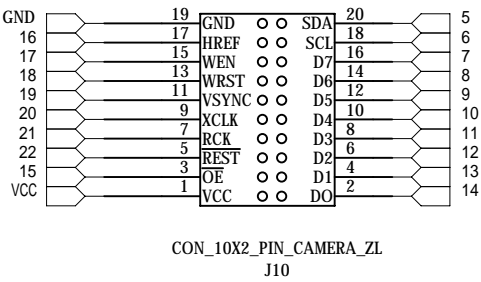 GND 19 GND SDA 20 5
16 17 HREF SCL 18 6
17 15 WEN D7 16 7
18 13 WRST D6 14 8
19 11 VSYNC D5 12 9
20 9 XCLK D4 10 10
21 7 RCK D3 8 11
22 5 REST D2 6 12
15 3 OE D1 4 13
VCC 1 VCC DO 2 14
CON_10X2_PIN_CAMERA_ZL
J10